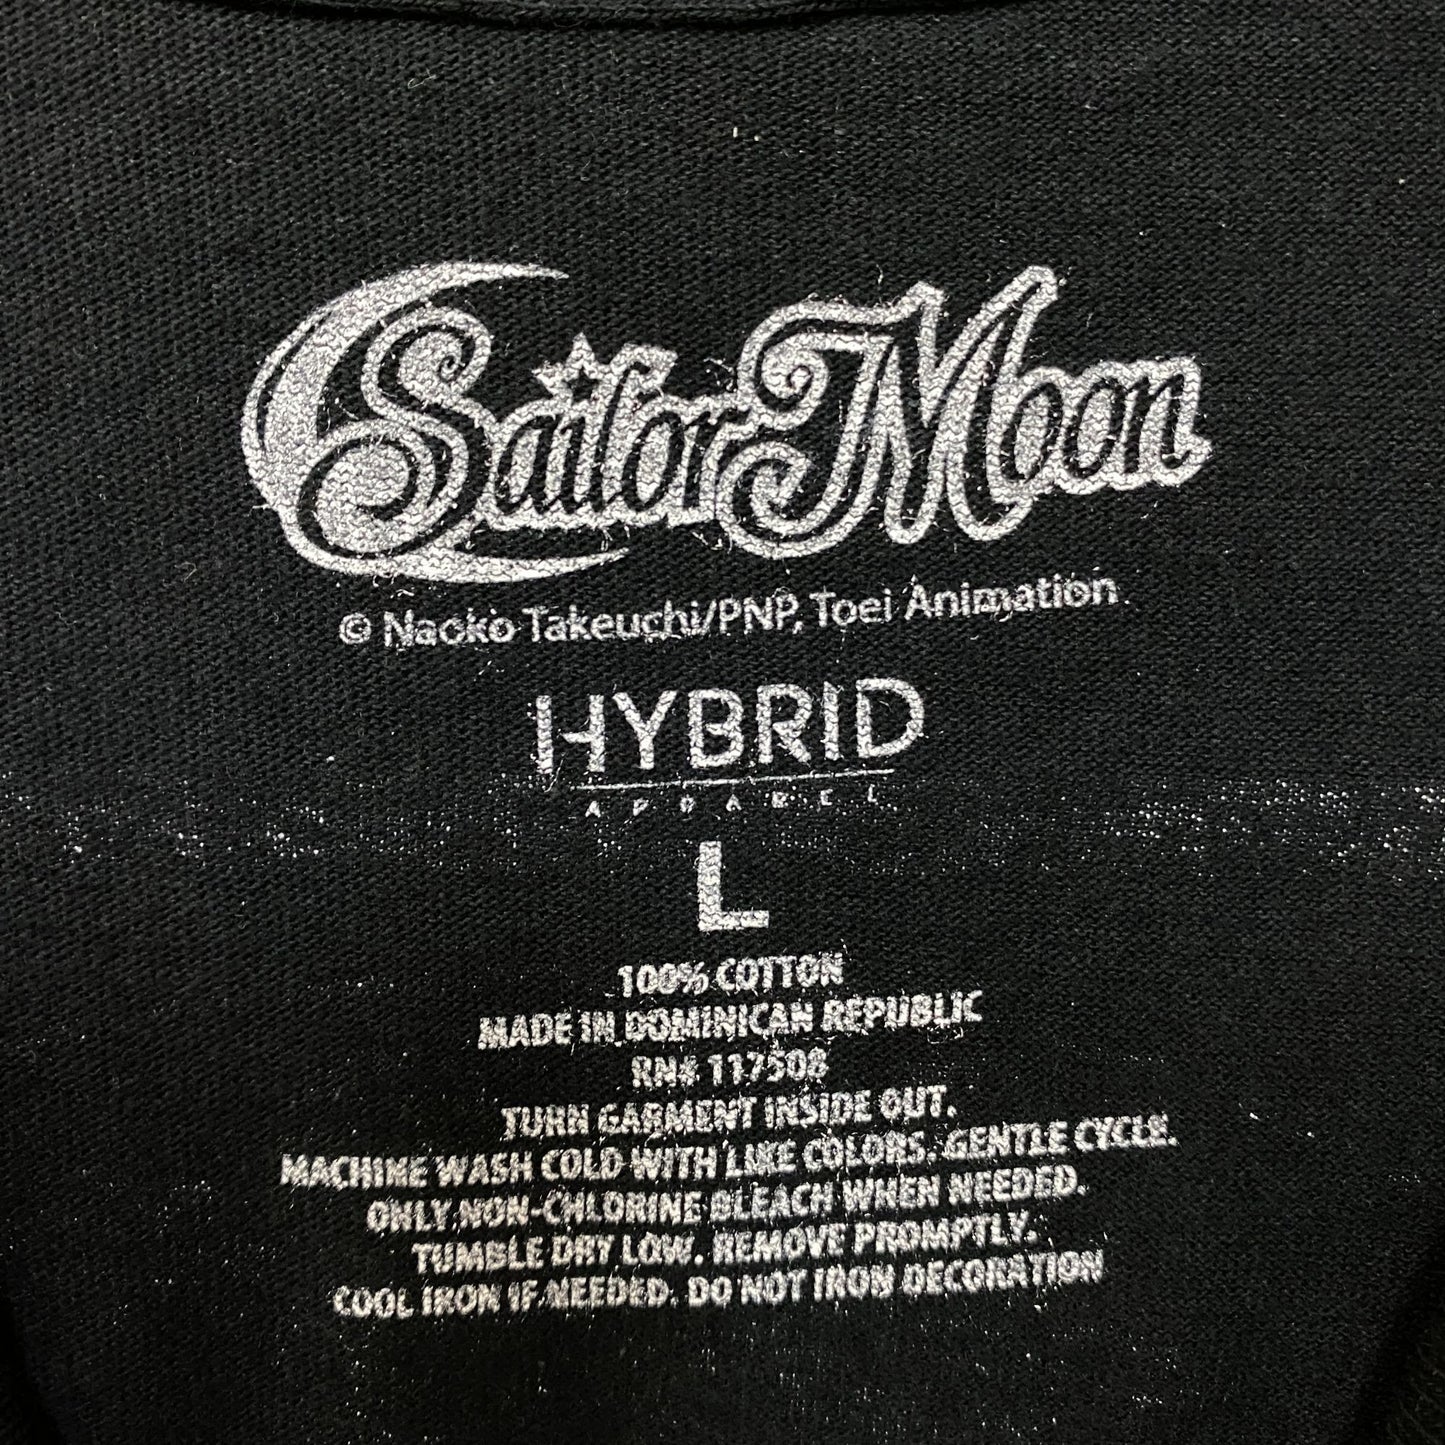 Sailor Moon
© Naoko Takeuchi/PNP, Toei Animation
HYBRID
APPAREL
L
100% COTTON
MADE IN DOMINICAN REPUBLIC
RN# 117508
TURN GARMENT INSIDE OUT.
MACHINE WASH COLD WITH LIKE COLORS. GENTLE CYCLE.
ONLY NON-CHLORINE BLEACH WHEN NEEDED.
TUMBLE DRY LOW. REMOVE PROMPTLY.
COOL IRON IF NEEDED. DO NOT IRON DECORATION